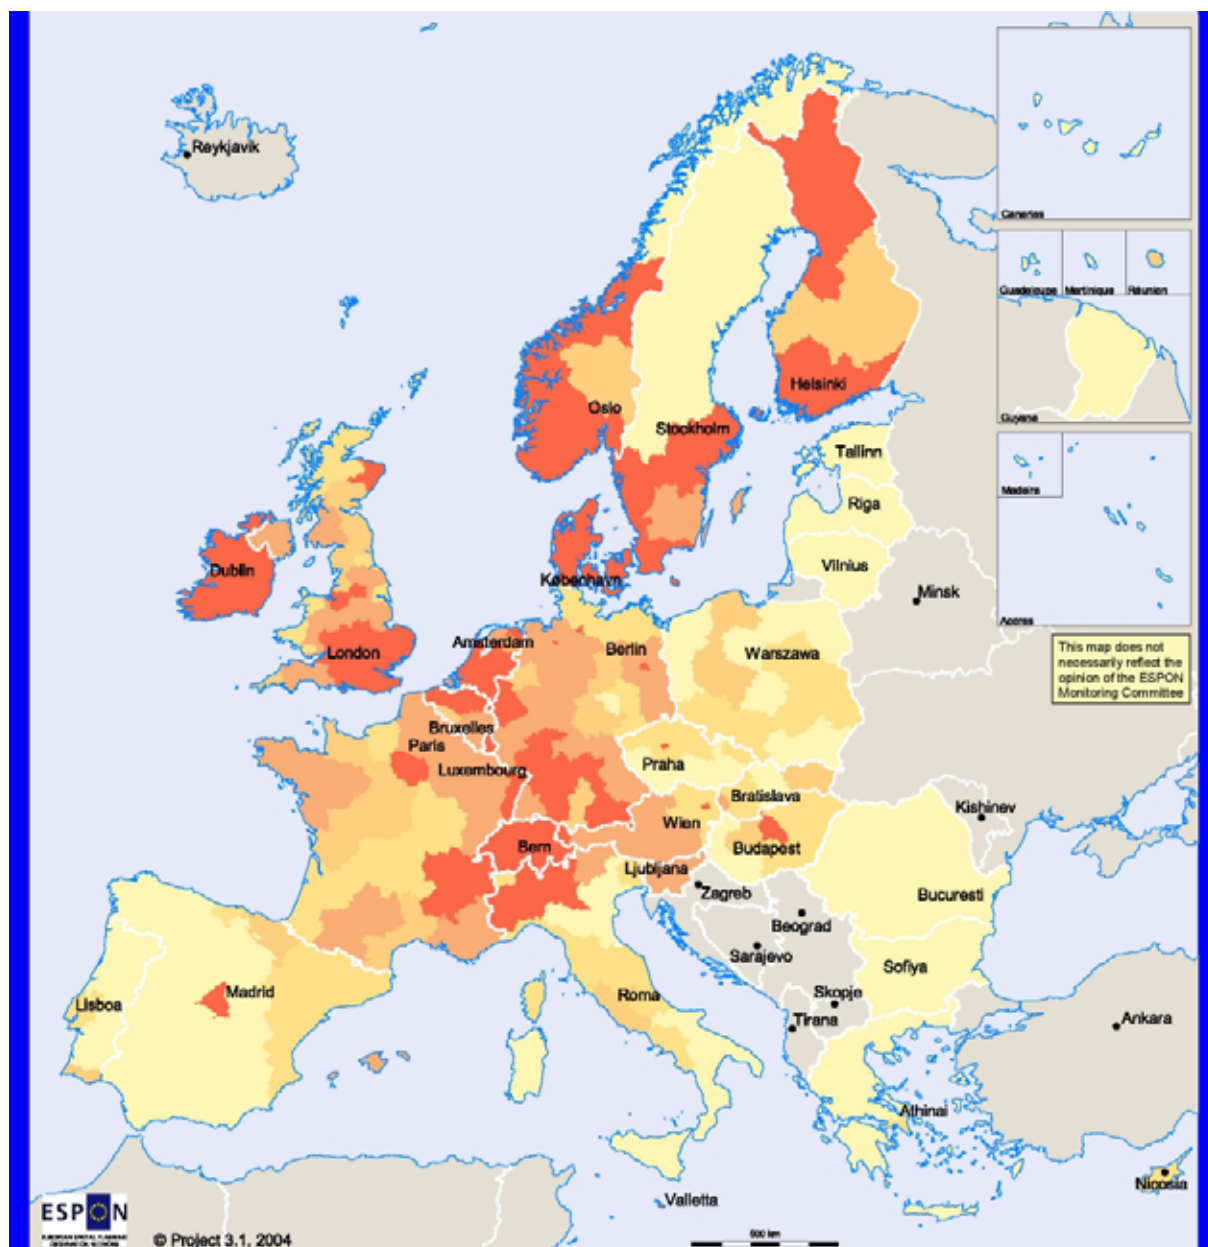 Reykjavik
Canarias
Guadeloupe
Martinique
Réunion
Helsinki
Guyane
Oslo
Stockholm
Tallinn
Madeira
Riga
Dublin
København
Vilnius
Minsk
Acores
London
Amsterdam
Berlin
Warszawa
This map does not
necessarily reflect the
opinion of the ESPON
Monitoring Committee
Bruxelles
Paris
Luxembourg
Praha
Bratislava
Kishinev
Wien
Bern
Budapest
Ljubljana
Zagreb
Bucuresti
Beograd
Sarajevo
Sofiya
Lisboa
Madrid
Roma
Skopje
Tirana
Ankara
Athinai
Nicosia
Valletta
ESPON
© Project 3.1, 2004
500 km